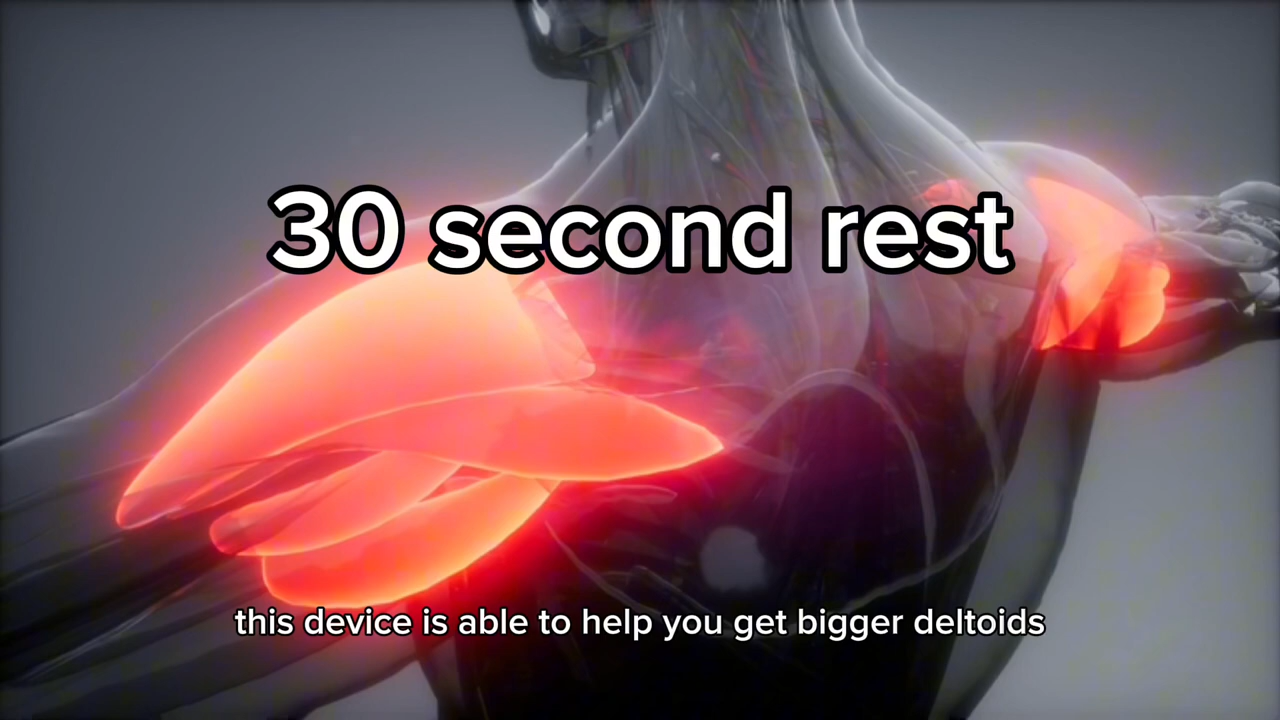 30 second rest
this device is able to help you get bigger deltoids